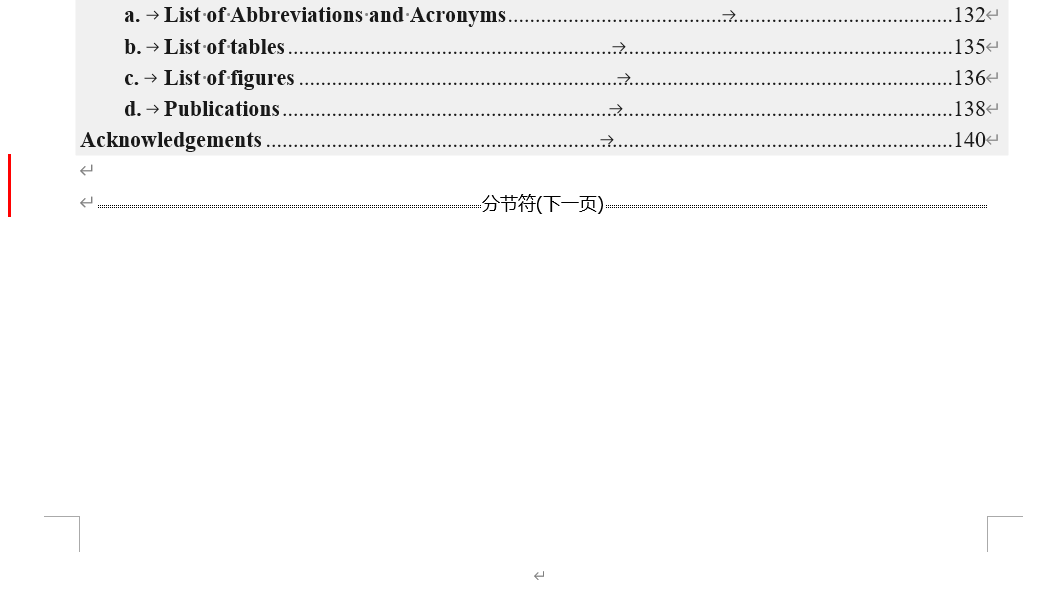 a. → List of Abbreviations and Acronyms....................→....................132↵
b. → List of tables....................→....................135↵
c. → List of figures....................→....................136↵
d. → Publications....................→....................138↵
Acknowledgements....................→....................140↵
↵
↵....................分节符(下一页)....................
↵